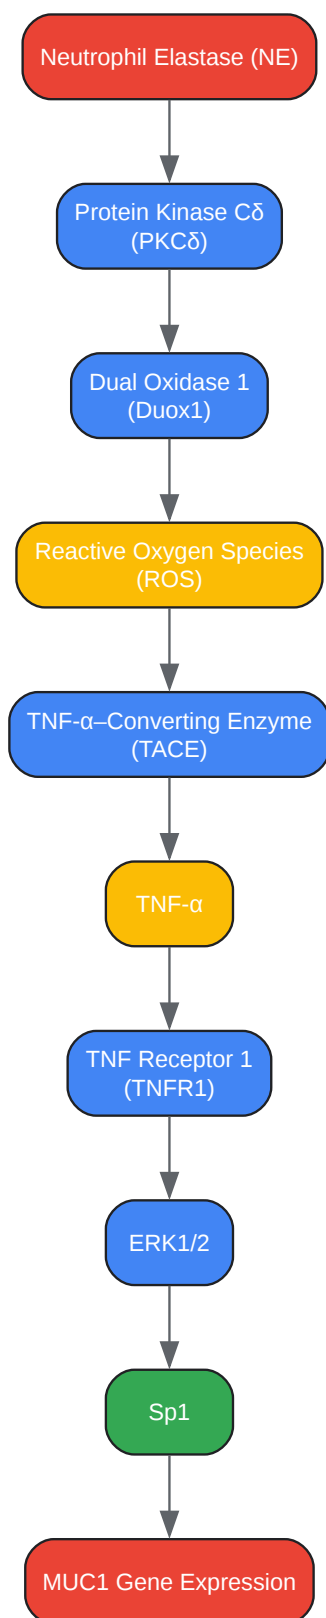 Neutrophil Elastase (NE)
Protein Kinase Cδ
(PKCδ)
Dual Oxidase 1
(Duox1)
Reactive Oxygen Species
(ROS)
TNF-α–Converting Enzyme
(TACE)
TNF-α
TNF Receptor 1
(TNFR1)
ERK1/2
Sp1
MUC1 Gene Expression